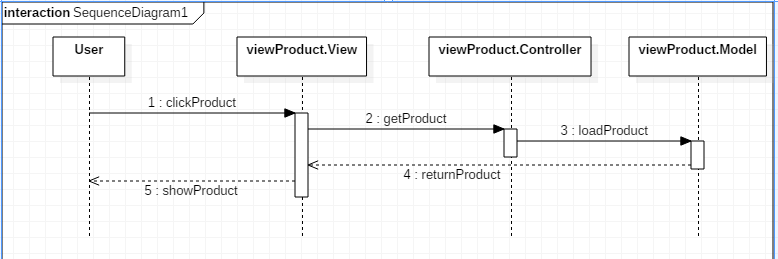 interaction SequenceDiagram1
User
viewProduct.View
viewProduct.Controller
viewProduct.Model
1 : clickProduct
2 : getProduct
3 : loadProduct
4 : returnProduct
5 : showProduct